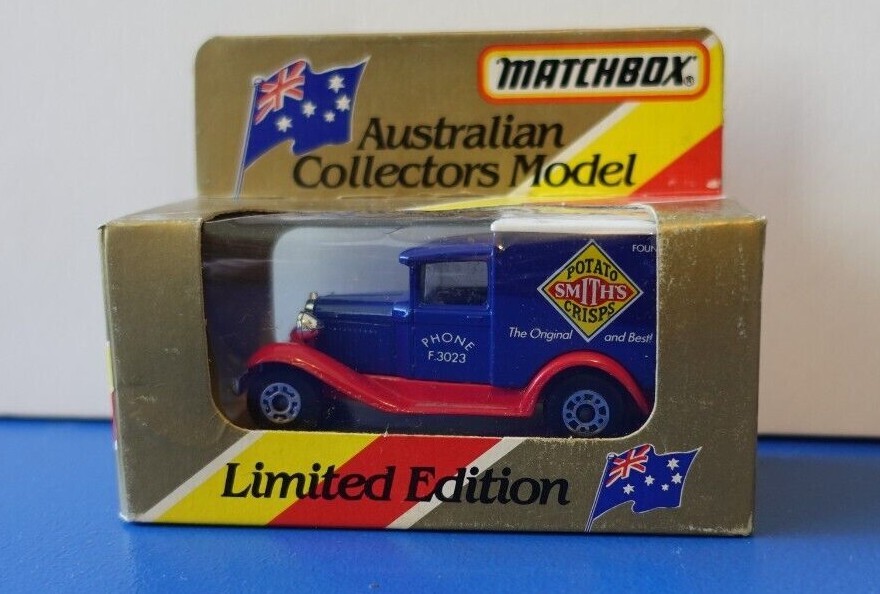 MATCHBOX®
Australian
Collectors Model
POTATO
SMITH'S
CRISPS
The Original and Best!
PHONE
F.3023
Limited Edition